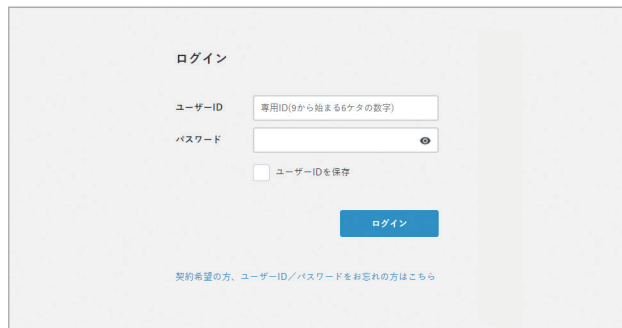 ログイン
ユーザーID
専用ID(9から始まる6ケタの数字)
パスワード
ユーザーIDを保存
ログイン
契約希望の方、ユーザーID／パスワードをお忘れの方はこちら